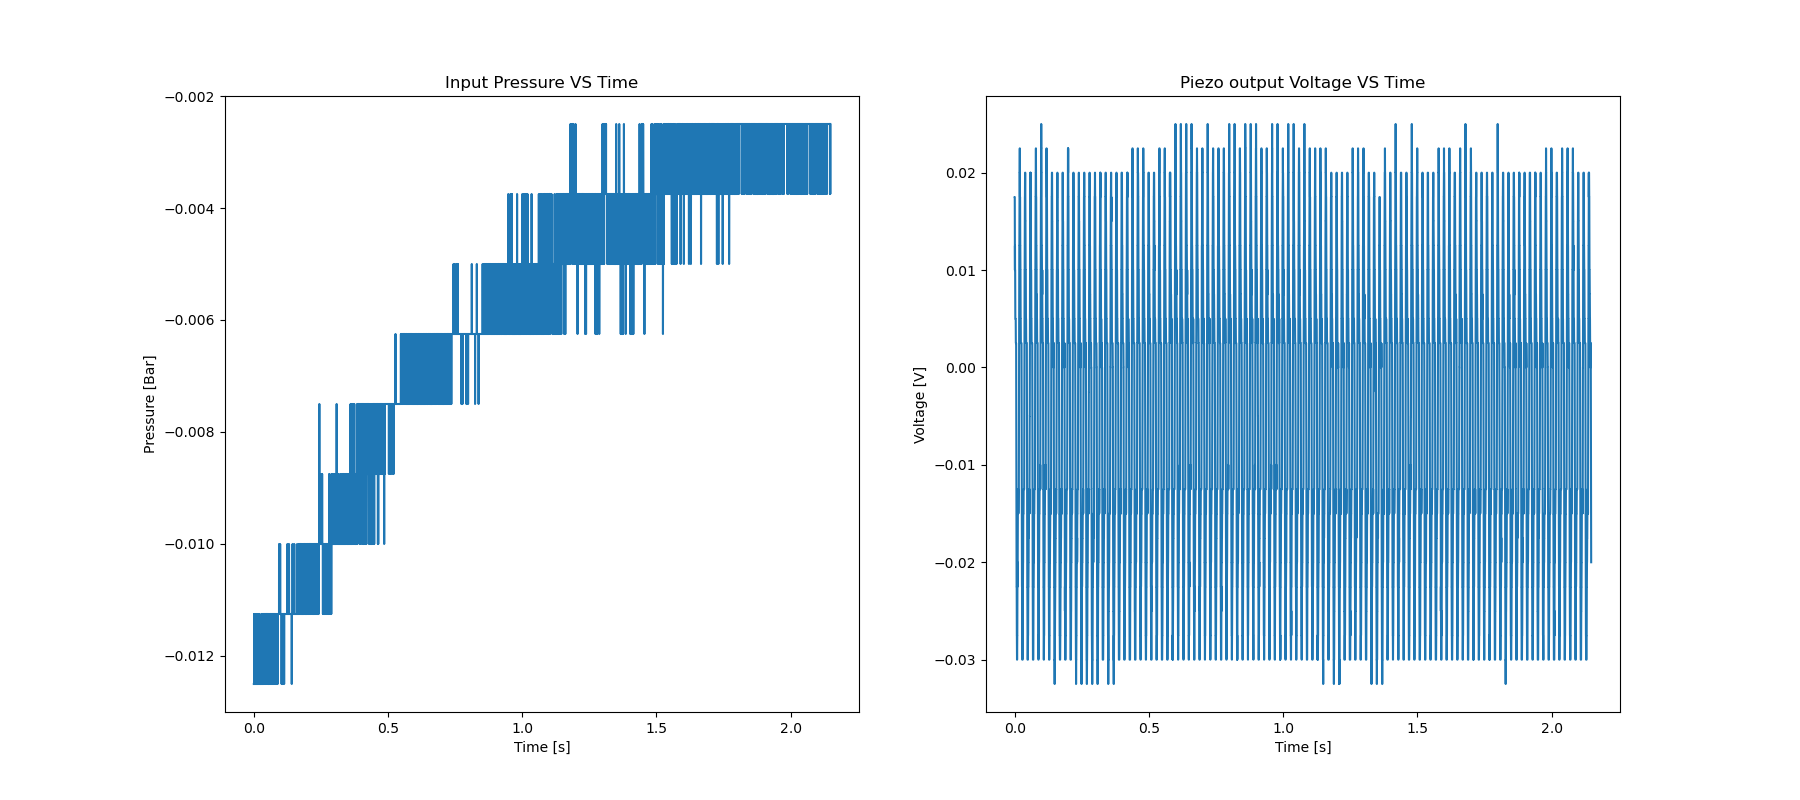 Input Pressure VS Time
Pressure [Bar]
−0.002
−0.004
−0.006
−0.008
−0.010
−0.012
0.0 0.5 1.0 1.5 2.0
Time [s]
Piezo output Voltage VS Time
Voltage [V]
0.02
0.01
0.00
−0.01
−0.02
−0.03
0.0 0.5 1.0 1.5 2.0
Time [s]